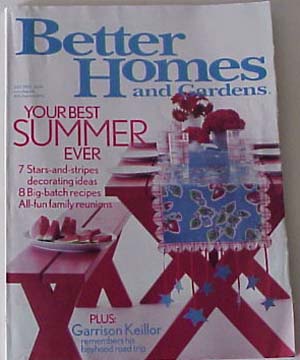 Better
Homes
and Gardens®
YOUR BEST
SUMMER
EVER
7 Stars-and-stripes
decorating ideas
8 Big-batch recipes
All-fun family reunions
PLUS:
Garrison Keillor
remembers his
boyhood road trip